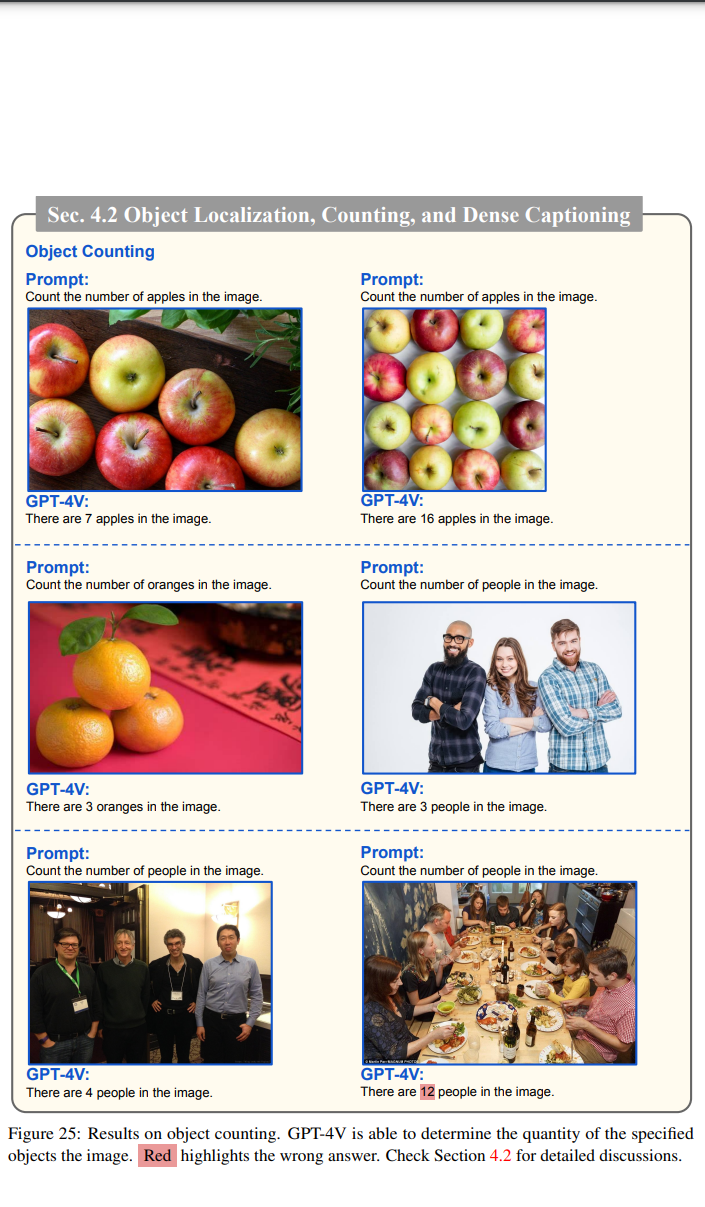 Sec. 4.2 Object Localization, Counting, and Dense Captioning
Object Counting
Prompt:
Count the number of apples in the image.
GPT-4V:
There are 7 apples in the image.
Prompt:
Count the number of apples in the image.
GPT-4V:
There are 16 apples in the image.
Prompt:
Count the number of oranges in the image.
GPT-4V:
There are 3 oranges in the image.
Prompt:
Count the number of people in the image.
GPT-4V:
There are 3 people in the image.
Prompt:
Count the number of people in the image.
GPT-4V:
There are 4 people in the image.
Prompt:
Count the number of people in the image.
© Martin Parr/MAGNUM PHOTOS
GPT-4V:
There are 12 people in the image.
Figure 25: Results on object counting. GPT-4V is able to determine the quantity of the specified
objects the image. Red highlights the wrong answer. Check Section 4.2 for detailed discussions.